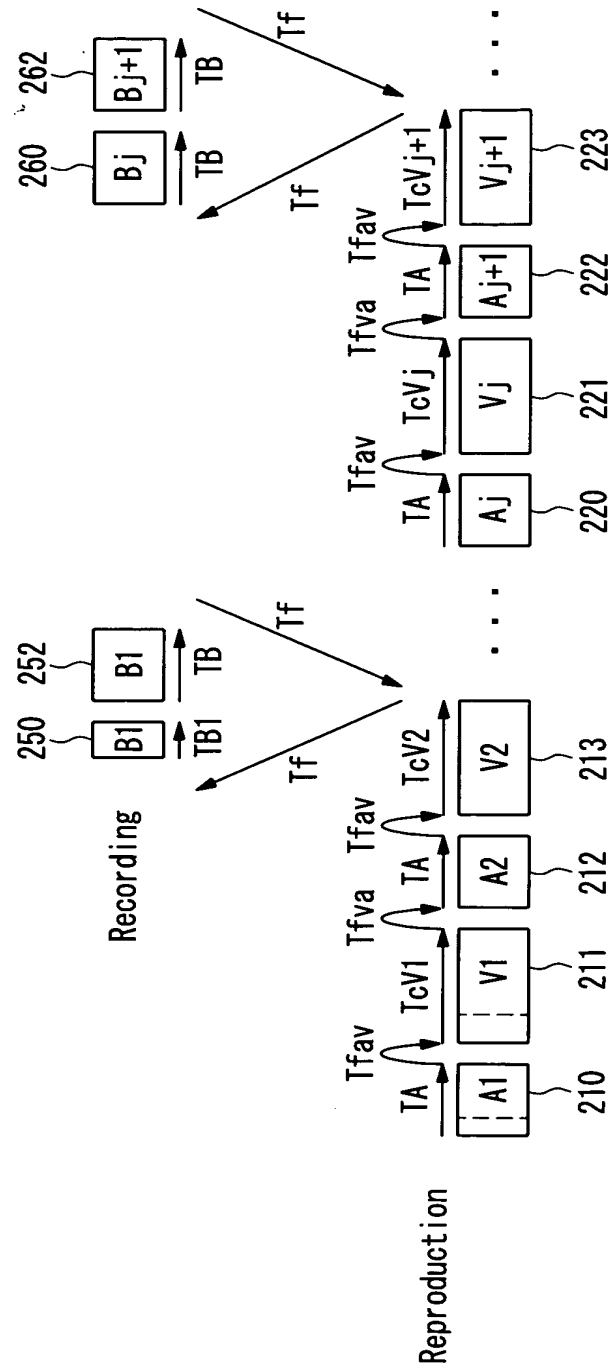 250 252 260 262
B1 B1 Bj Bj+1
TB1 TB TB TB
Recording
Tf Tf Tf Tf
Tfav Tfva Tfav Tfav Tfva Tfav
TA TcV1 TA TcV2 TA TcVj TA TcVj+1
Reproduction
A1 V1 A2 V2 ... Aj Vj Aj+1 Vj+1 ...
210 211 212 213 220 221 222 223